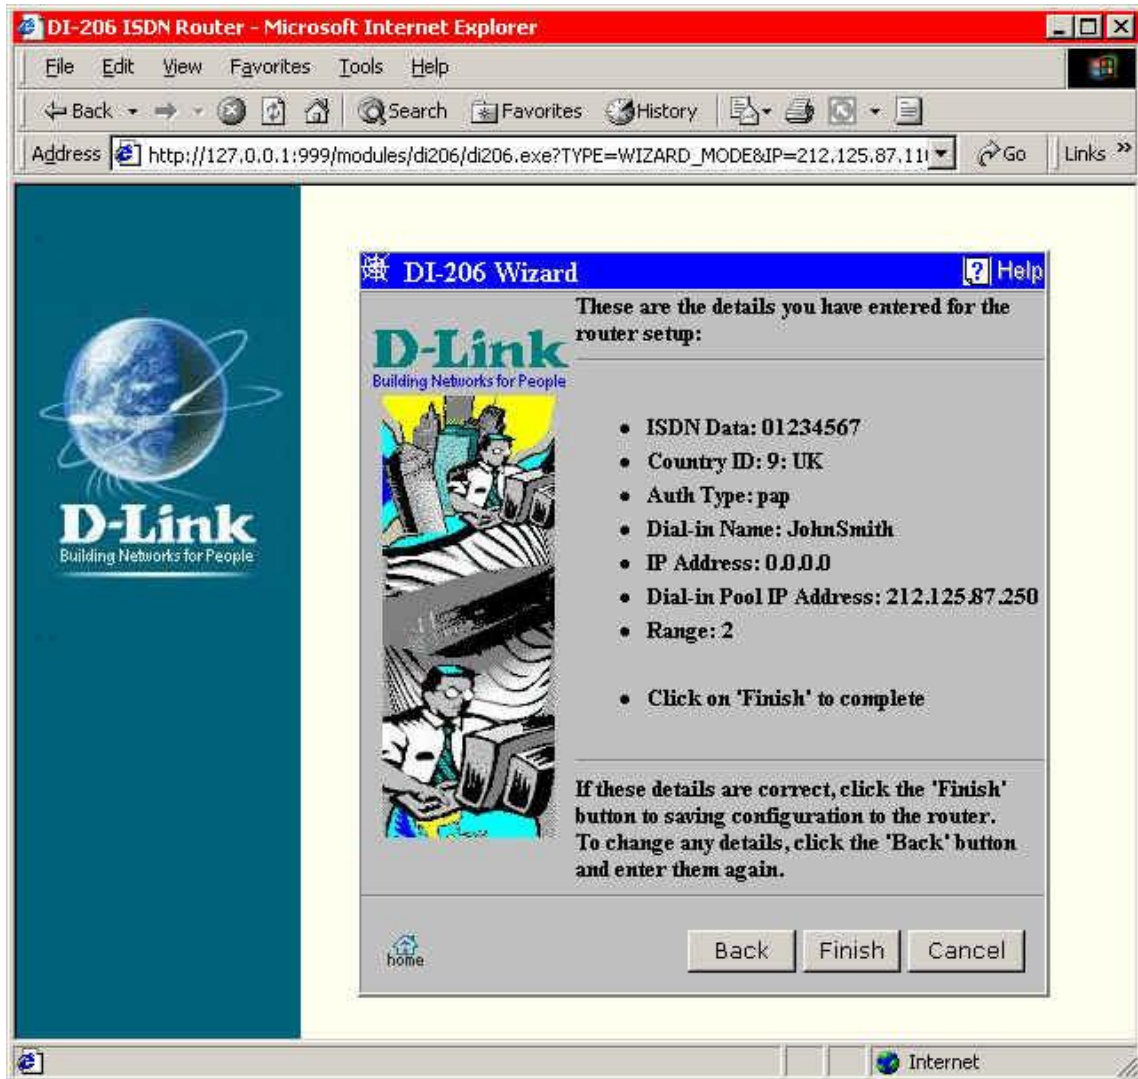 DI-206 ISDN Router - Microsoft Internet Explorer
File Edit View Favorites Tools Help
Back Search Favorites History
Address http://127.0.0.1:999/modules/di206/di206.exe?TYPE=WIZARD_MODE&IP=212.125.87.11 Go Links »
DI-206 Wizard ? Help
These are the details you have entered for the
router setup:
D-Link
Building Networks for People
• ISDN Data: 01234567
• Country ID: 9: UK
• Auth Type: pap
• Dial-in Name: JohnSmith
• IP Address: 0.0.0.0
• Dial-in Pool IP Address: 212.125.87.250
• Range: 2
• Click on 'Finish' to complete
D-Link
Building Networks for People
If these details are correct, click the 'Finish'
button to saving configuration to the router.
To change any details, click the 'Back' button
and enter them again.
home
Back Finish Cancel
Internet